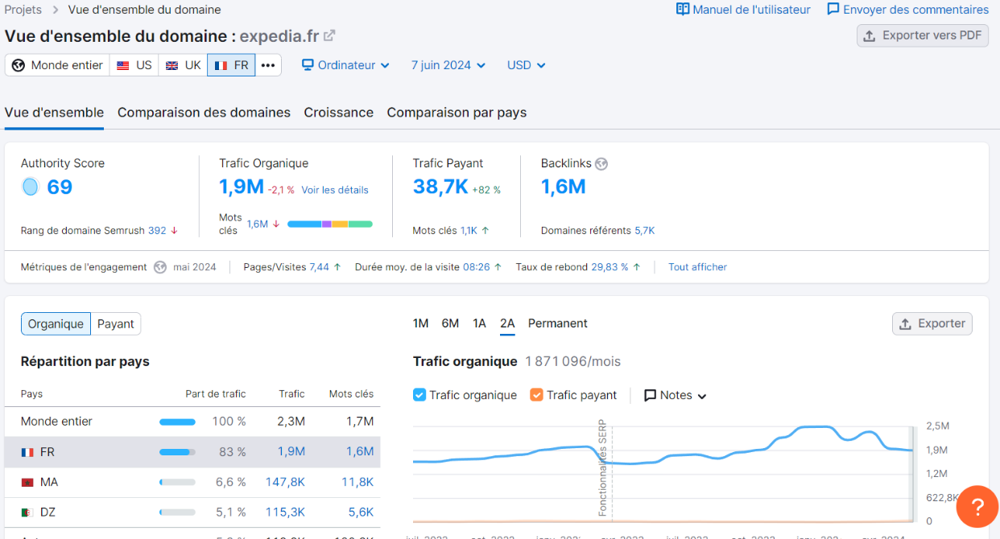 Projets > Vue d'ensemble du domaine
Manuel de l'utilisateur
Envoyer des commentaires
Vue d'ensemble du domaine : expedia.fr
Exporter vers PDF
Monde entier US UK FR •••
Ordinateur
7 juin 2024
USD
Vue d'ensemble
Comparaison des domaines
Croissance
Comparaison par pays
Authority Score
69
Rang de domaine Semrush 392 ↓
Trafic Organique
1,9M -2,1 % Voir les détails
Mots clés 1,6M ↓
Trafic Payant
38,7K +82 %
Mots clés 1,1K ↑
Backlinks
1,6M
Domaines référents 5,7K
Métriques de l'engagement mai 2024
Pages/Visites 7,44 ↑
Durée moy. de la visite 08:26 ↑
Taux de rebond 29,83 % ↑
Tout afficher
Organique Payant
Répartition par pays
Pays Part de trafic Trafic Mots clés
Monde entier 100 % 2,3M 1,7M
FR 83 % 1,9M 1,6M
MA 6,6 % 147,8K 11,8K
DZ 5,1 % 115,3K 5,6K
1M 6M 1A 2A Permanent
Exporter
Trafic organique 1 871 096/mois
Trafic organique
Trafic payant
Notes
Fonctionnalités SERP
2,5M
1,9M
1,2M
622,8K
0
?